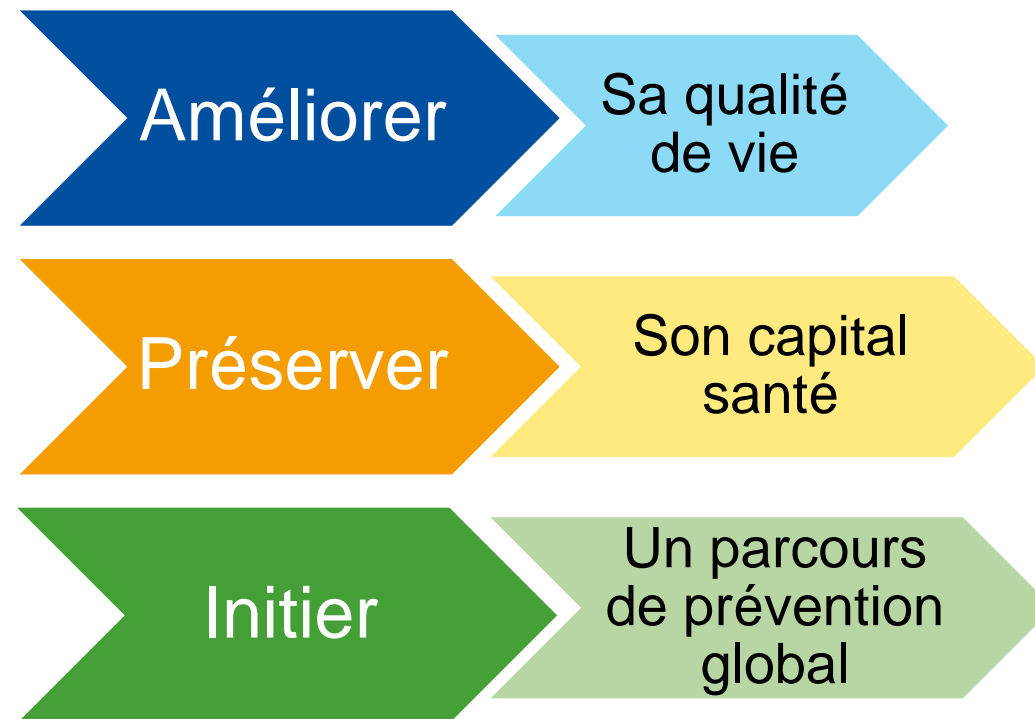 Améliorer
Sa qualité
de vie
Préserver
Son capital
santé
Initier
Un parcours
de prévention
global